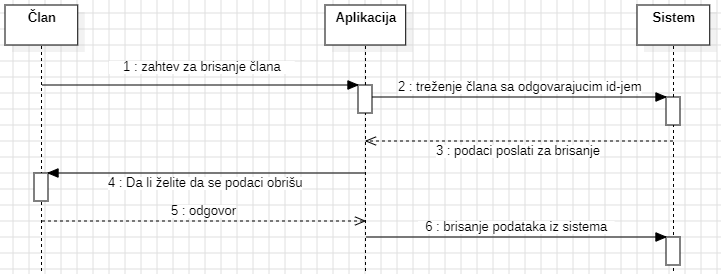 Član
Aplikacija
Sistem
1 : zahtev za brisanje člana
2 : treženje člana sa odgovarajucim id-jem
3 : podaci poslati za brisanje
4 : Da li želite da se podaci obrišu
5 : odgovor
6 : brisanje podataka iz sistema